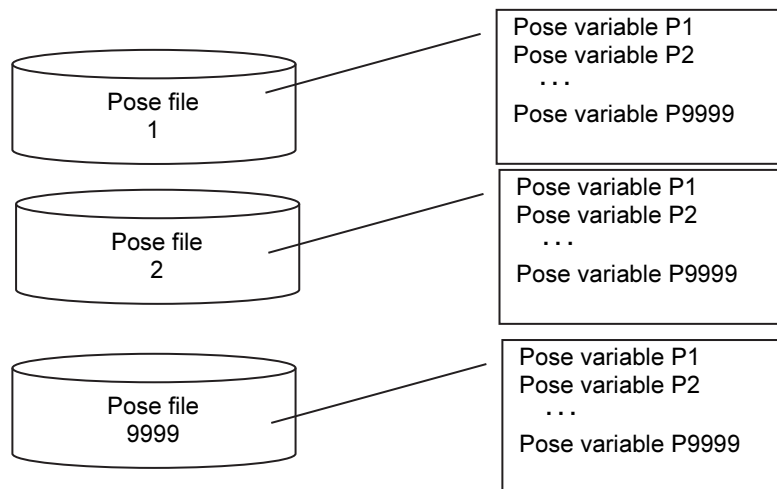 Pose file
1
Pose variable P1
Pose variable P2
...
Pose variable P9999
Pose file
2
Pose variable P1
Pose variable P2
...
Pose variable P9999
Pose file
9999
Pose variable P1
Pose variable P2
...
Pose variable P9999